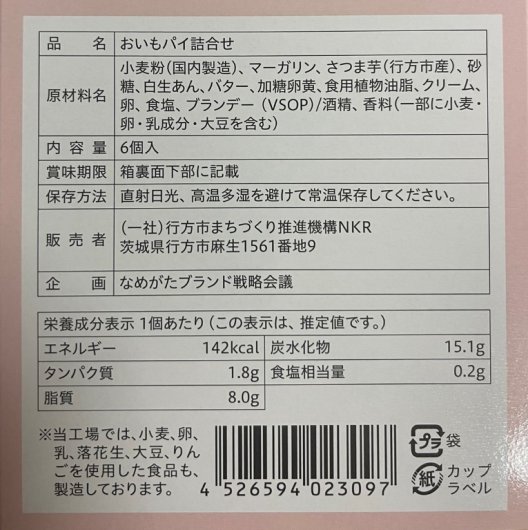 品名 おいもパイ詰合せ
原材料名 小麦粉(国内製造)、マーガリン、さつま芋(行方市産)、砂
糖、白生あん、バター、加糖卵黄、食用植物油脂、クリーム、
卵、食塩、ブランデー(VSOP)/酒精、香料(一部に小麦・
卵・乳成分・大豆を含む)
内容量 6個入
賞味期限 箱裏面下部に記載
保存方法 直射日光、高温多湿を避けて常温保存してください。
販売者 (一社)行方市まちづくり推進機構NKR
茨城県行方市麻生1561番地9
企画 なめがたブランド戦略会議
栄養成分表示 1個あたり(この表示は、推定値です。)
エネルギー 142kcal 炭水化物 15.1g
タンパク質 1.8g 食塩相当量 0.2g
脂質 8.0g
※当工場では、小麦、卵、
乳、落花生、大豆、りん
ごを使用した食品も、
製造しております。
4 526594 023097
プラ 袋
紙 カップ
ラベル